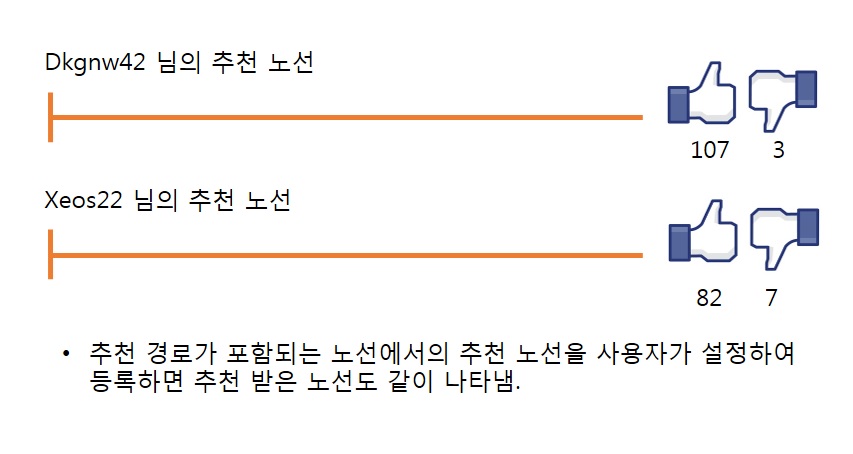 Dkgnw42 님의 추천 노선
107 3
Xeos22 님의 추천 노선
82 7
• 추천 경로가 포함되는 노선에서의 추천 노선을 사용자가 설정하여
등록하면 추천 받은 노선도 같이 나타냄.